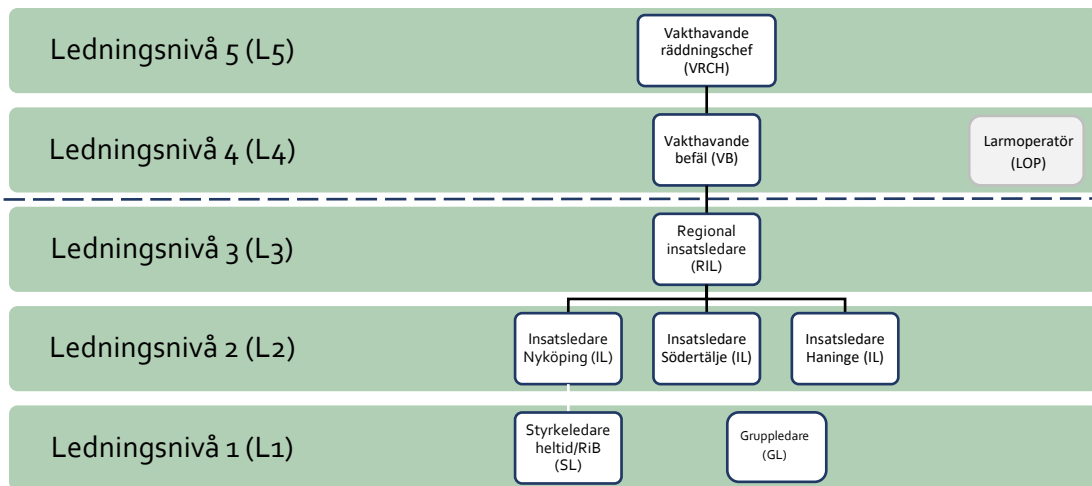 Ledningsnivå 5 (L5)
Vakthavande
räddningschef
(VRCH)
Ledningsnivå 4 (L4)
Vakthavande
befäl (VB)
Larmoperatör
(LOP)
Ledningsnivå 3 (L3)
Regional
insatsledare
(RIL)
Ledningsnivå 2 (L2)
Insatsledare
Nyköping (IL)
Insatsledare
Södertälje (IL)
Insatsledare
Haninge (IL)
Ledningsnivå 1 (L1)
Styrkeledare
heltid/RiB
(SL)
Gruppledare
(GL)